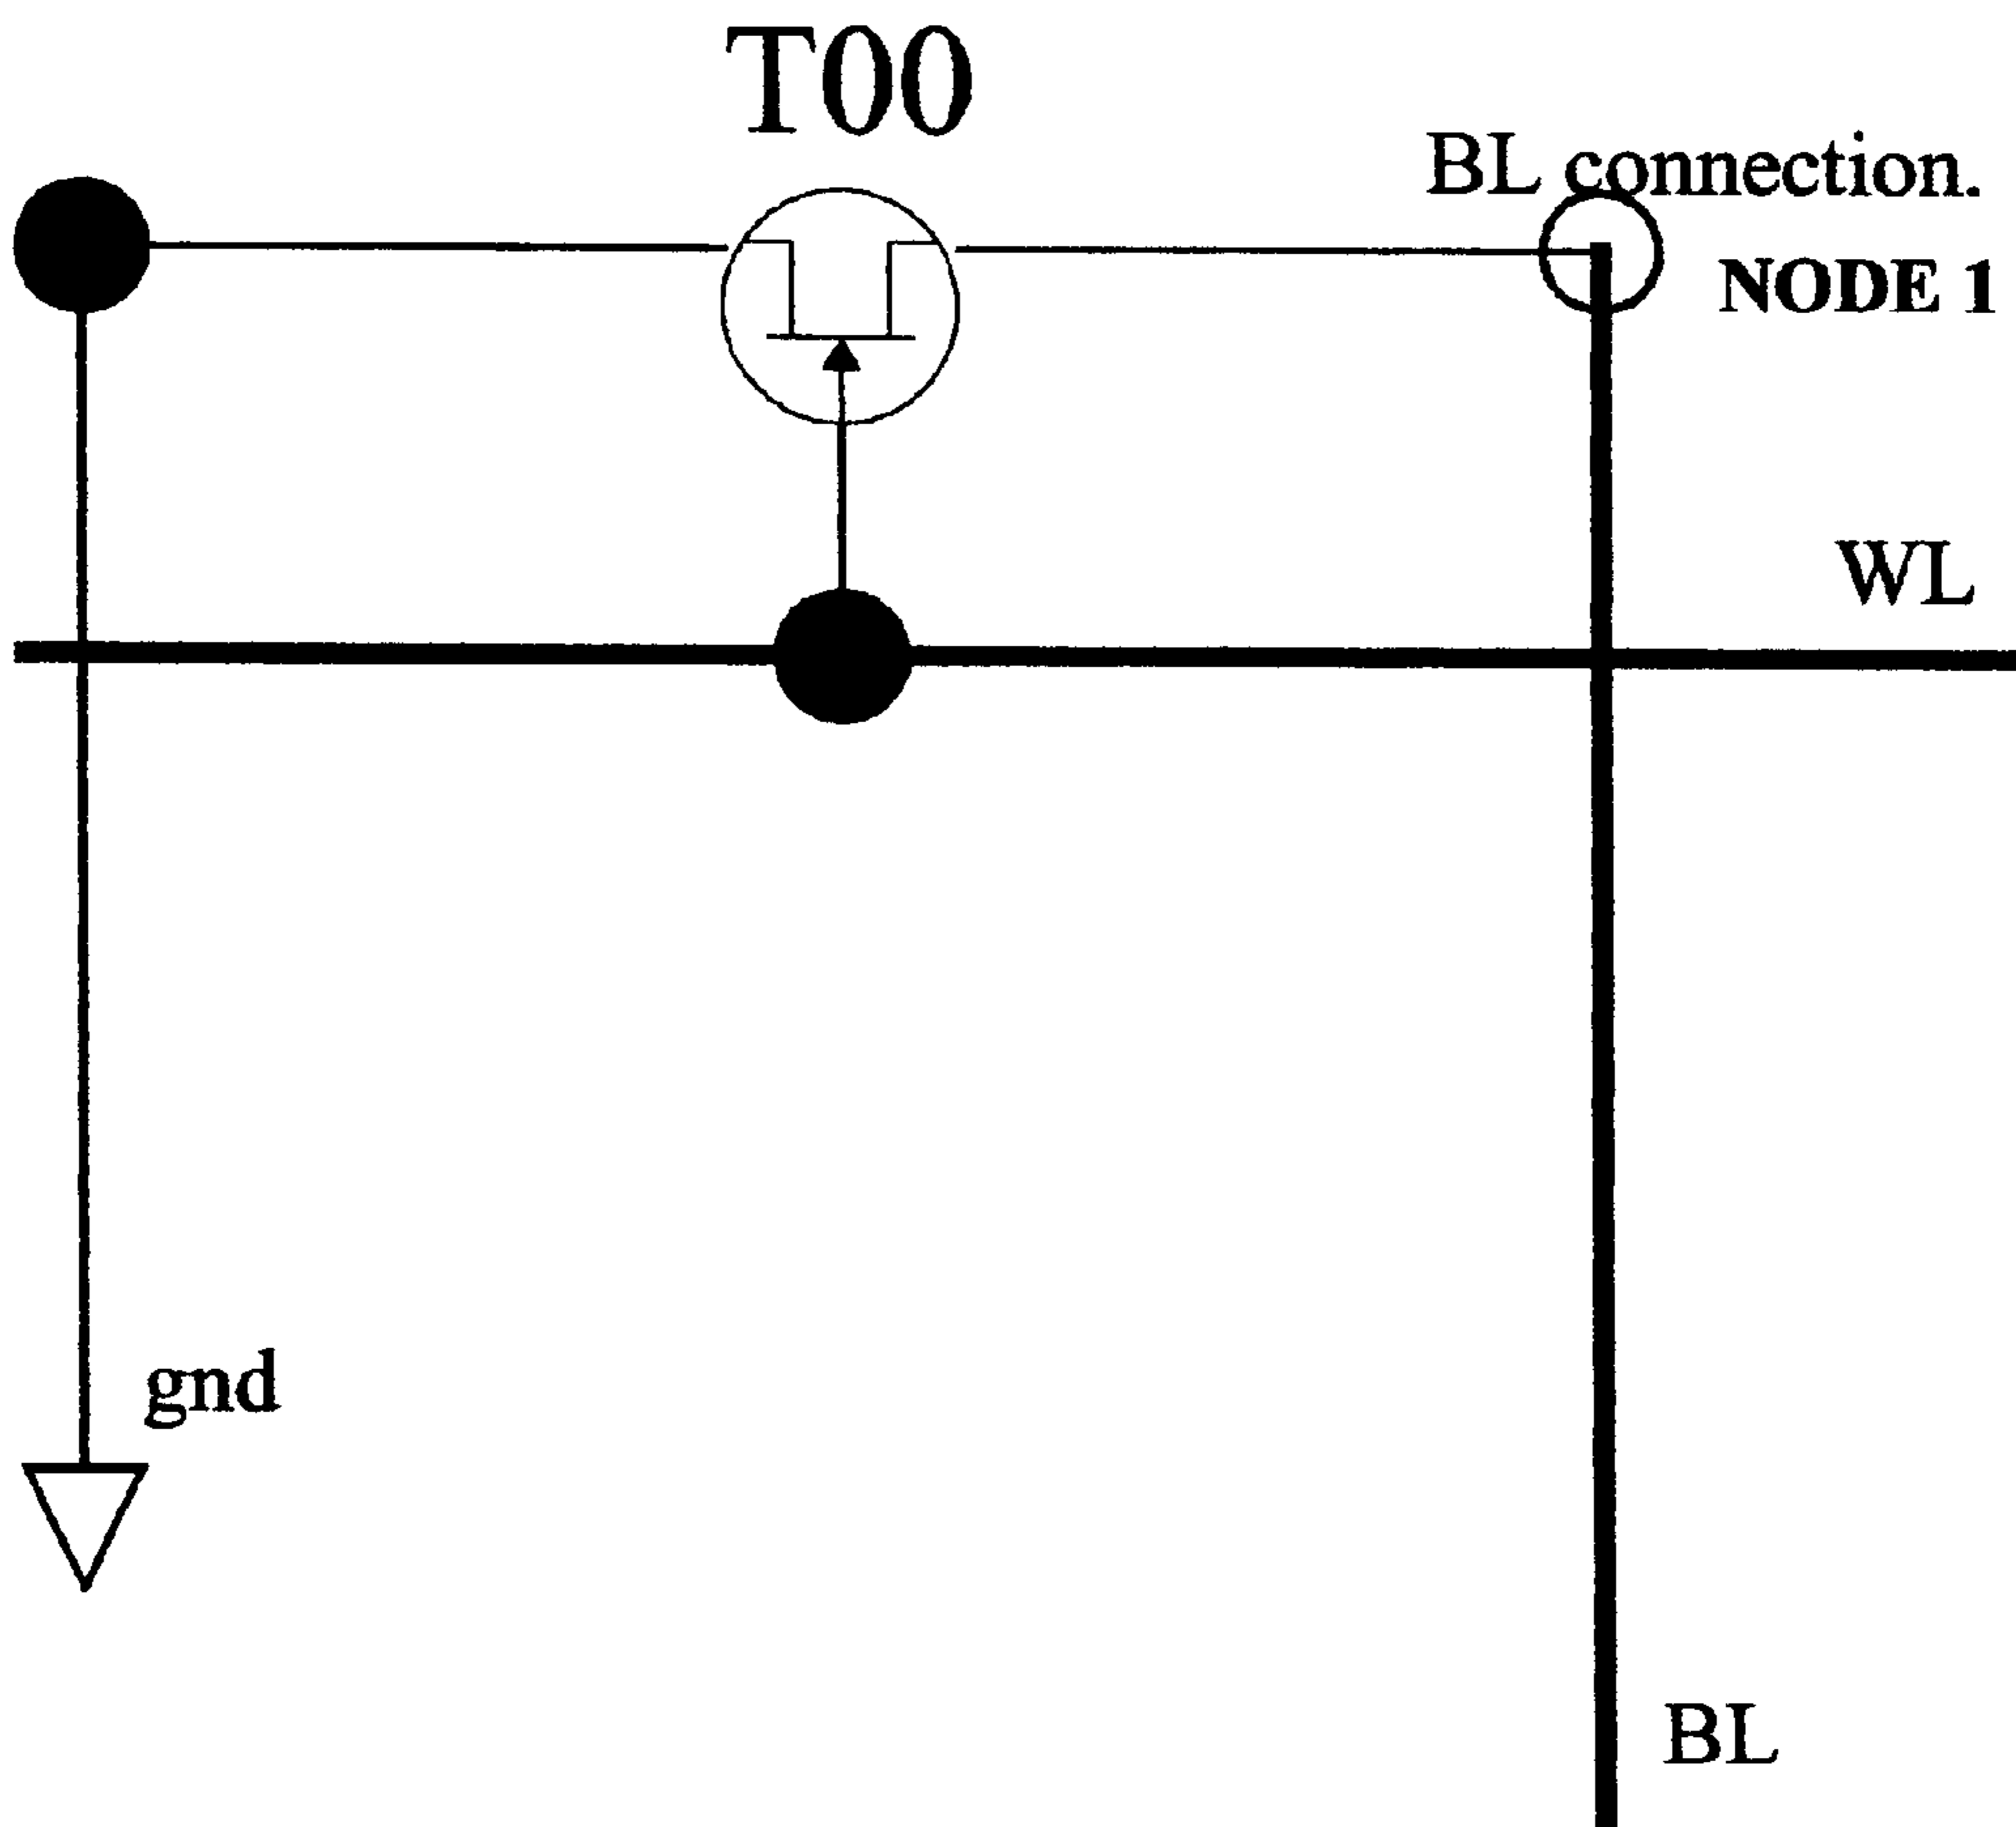 T00
BL connection.
NODE 1
WL
gnd
BL